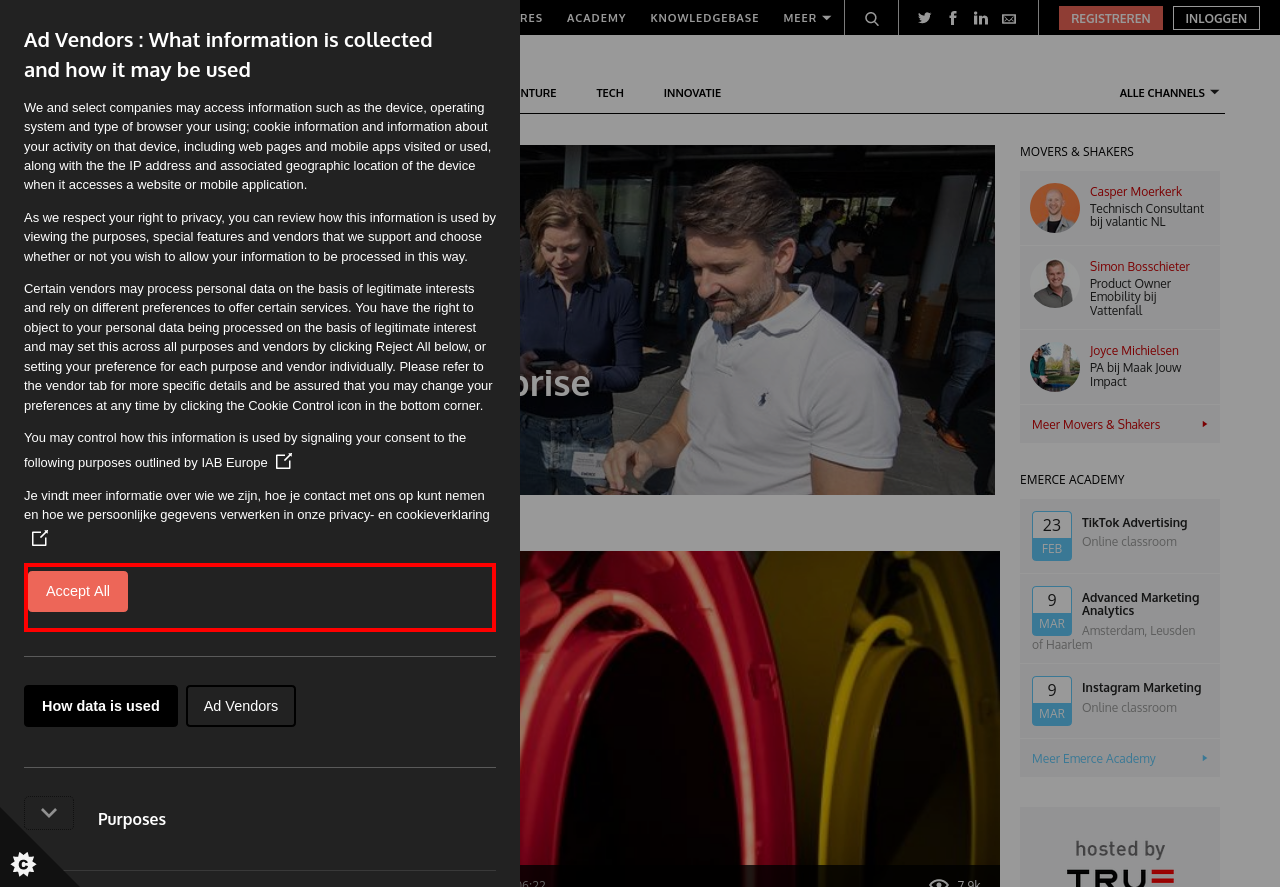 Ad Vendors : What information is collected
and how it may be used
We and select companies may access information such as the device, operating
system and type of browser your using; cookie information and information about
your activity on that device, including web pages and mobile apps visited or used,
along with the the IP address and associated geographic location of the device
when it accesses a website or mobile application.
As we respect your right to privacy, you can review how this information is used by
viewing the purposes, special features and vendors that we support and choose
whether or not you wish to allow your information to be processed in this way.
Certain vendors may process personal data on the basis of legitimate interests
and rely on different preferences to offer certain services. You have the right to
object to your personal data being processed on the basis of legitimate interest
and may set this across all purposes and vendors by clicking Reject All below, or
setting your preference for each purpose and vendor individually. Please refer to
the vendor tab for more specific details and be assured that you may change your
preferences at any time by clicking the Cookie Control icon in the bottom corner.
You may control how this information is used by signaling your consent to the
following purposes outlined by IAB Europe
Je vindt meer informatie over wie we zijn, hoe je contact met ons op kunt nemen
en hoe we persoonlijke gegevens verwerken in onze privacy- en cookieverklaring
Accept All
How data is used Ad Vendors
Purposes
C
RES ACADEMY KNOWLEDGEBASE MEER REGISTREREN INLOGGEN
NTURE TECH INNOVATIE ALLE CHANNELS
prise
06:22 7.9k
MOVERS & SHAKERS
Casper Moerkerk
Technisch Consultant
bij valantic NL
Simon Bosschieter
Product Owner
Emobility bij
Vattenfall
Joyce Michielsen
PA bij Maak Jouw
Impact
Meer Movers & Shakers
EMERCE ACADEMY
23 TikTok Advertising
FEB Online classroom
9 Advanced Marketing
Analytics
MAR Amsterdam, Leusden
of Haarlem
9 Instagram Marketing
MAR Online classroom
Meer Emerce Academy
hosted by
TRUE